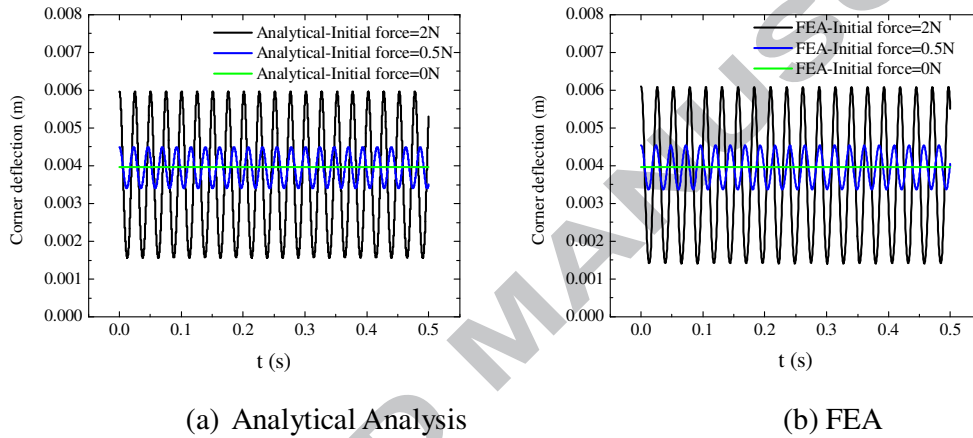 0.008
0.007
0.006
0.005
0.004
0.003
0.002
0.001
0.000
Corner deflection (m)
Analytical-Initial force=2N
Analytical-Initial force=0.5N
Analytical-Initial force=0N
0.0 0.1 0.2 0.3 0.4 0.5
t (s)
(a) Analytical Analysis
0.008
0.007
0.006
0.005
0.004
0.003
0.002
0.001
0.000
Corner deflection (m)
FEA-Initial force=2N
FEA-Initial force=0.5N
FEA-Initial force=0N
0.0 0.1 0.2 0.3 0.4 0.5
t (s)
(b) FEA
D MANUSC